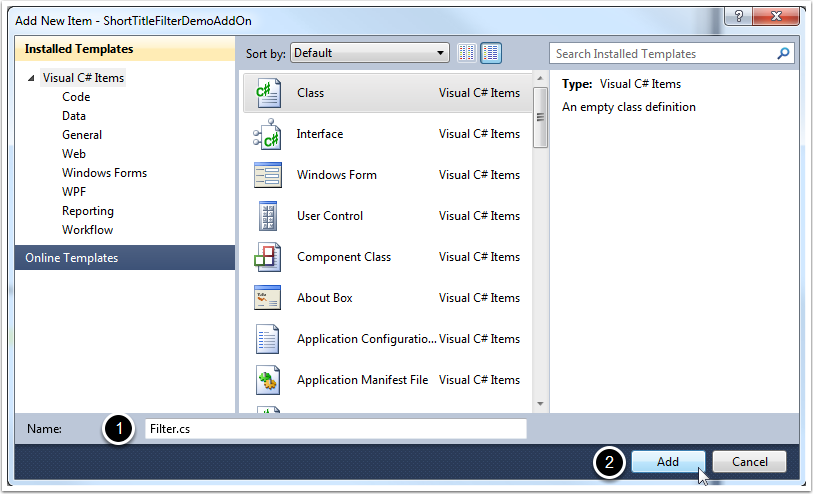 Add New Item - ShortTitleFilterDemoAddOn
?
Installed Templates
Sort by: Default
Search Installed Templates
Visual C# Items
Code
Data
General
Web
Windows Forms
WPF
Reporting
Workflow
Online Templates
Class Visual C# Items
Interface Visual C# Items
Windows Form Visual C# Items
User Control Visual C# Items
Component Class Visual C# Items
About Box Visual C# Items
Application Configuratio... Visual C# Items
Application Manifest File Visual C# Items
Type: Visual C# Items
An empty class definition
Name: 1 Filter.cs
2 Add Cancel